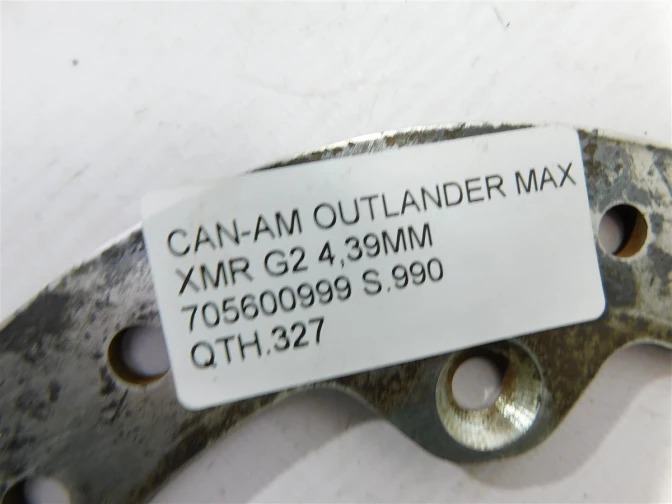 CAN-AM OUTLANDER MAX
XMR G2 4,39MM
705600999 S.990
QTH.327